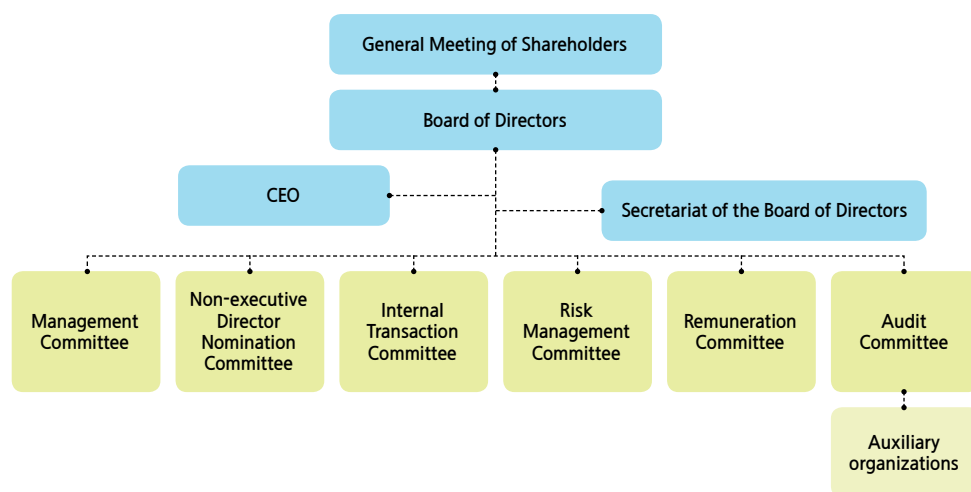 General Meeting of Shareholders
Board of Directors
CEO
Secretariat of the Board of Directors
Management
Committee
Non-executive
Director
Nomination
Committee
Internal
Transaction
Committee
Risk
Management
Committee
Remuneration
Committee
Audit
Committee
Auxiliary
organizations